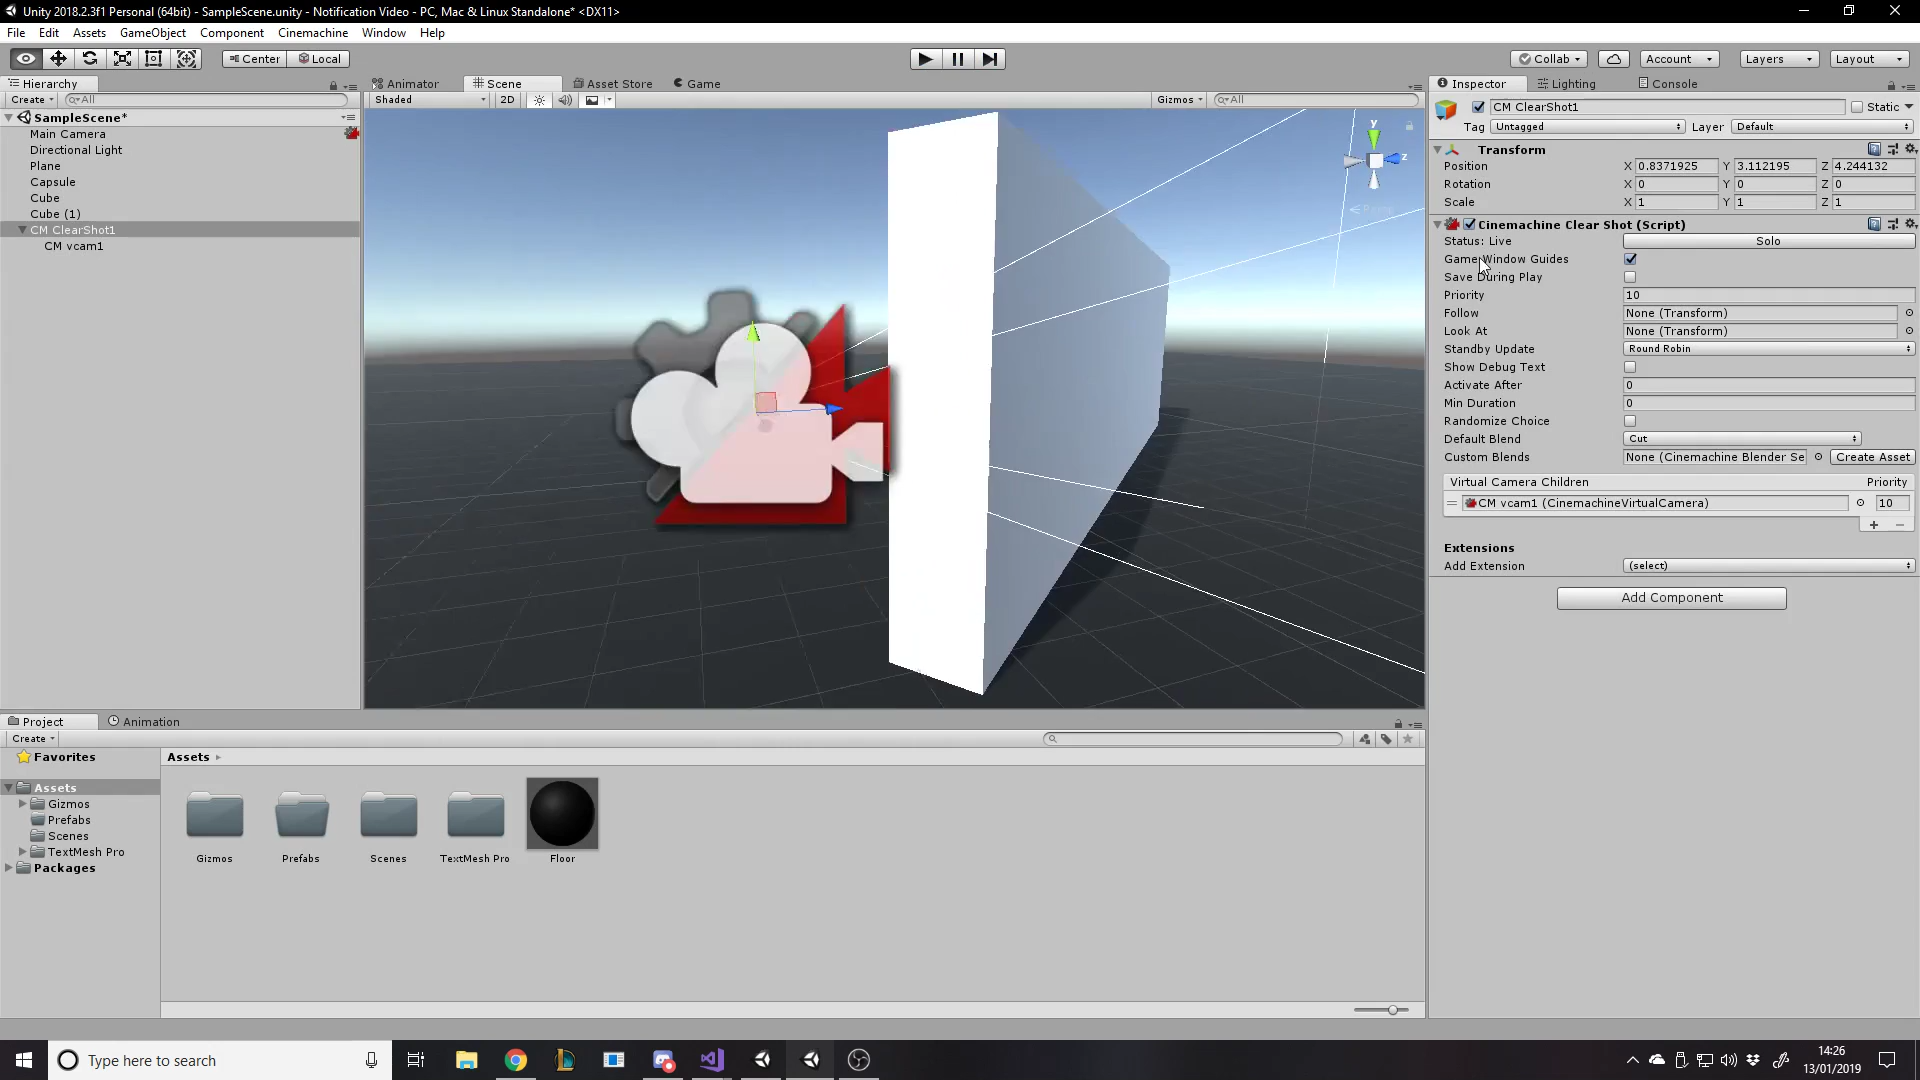 Unity 2018.2.3f1 Personal (64bit) - SampleScene.unity - Notification Video - PC, Mac & Linux Standalone* <DX11>
File Edit Assets GameObject Component Cinemachine Window Help
Center Local Collab Account Layers Layout
Hierarchy Animator Scene Asset Store Game Inspector Lighting Console
Create All Shaded 2D Gizmos All CM ClearShot1 Static
SampleScene*
Tag Untagged Layer Default
Main Camera
Directional Light
Plane
Capsule
Cube
Cube (1)
CM ClearShot1
CM vcam1
y
z
Transform
Position X 0.8371925 Y 3.112195 Z 4.244132
Rotation X 0 Y 0 Z 0
Scale X 1 Y 1 Z 1
Cinemachine Clear Shot (Script)
Status: Live Solo
Game Window Guides
Save During Play
Priority 10
Follow None (Transform)
Look At None (Transform)
Standby Update Round Robin
Show Debug Text
Activate After 0
Min Duration 0
Randomize Choice
Default Blend Cut
Custom Blends None (Cinemachine Blender Se Create Asset
Virtual Camera Children Priority
CM vcam1 (CinemachineVirtualCamera) 10
Extensions
Add Extension (select)
Add Component
Project Animation
Create
Favorites
Assets
Gizmos
Prefabs
Scenes
TextMesh Pro
Packages
Assets
Gizmos Prefabs Scenes TextMesh Pro Floor
Type here to search
14:26
13/01/2019